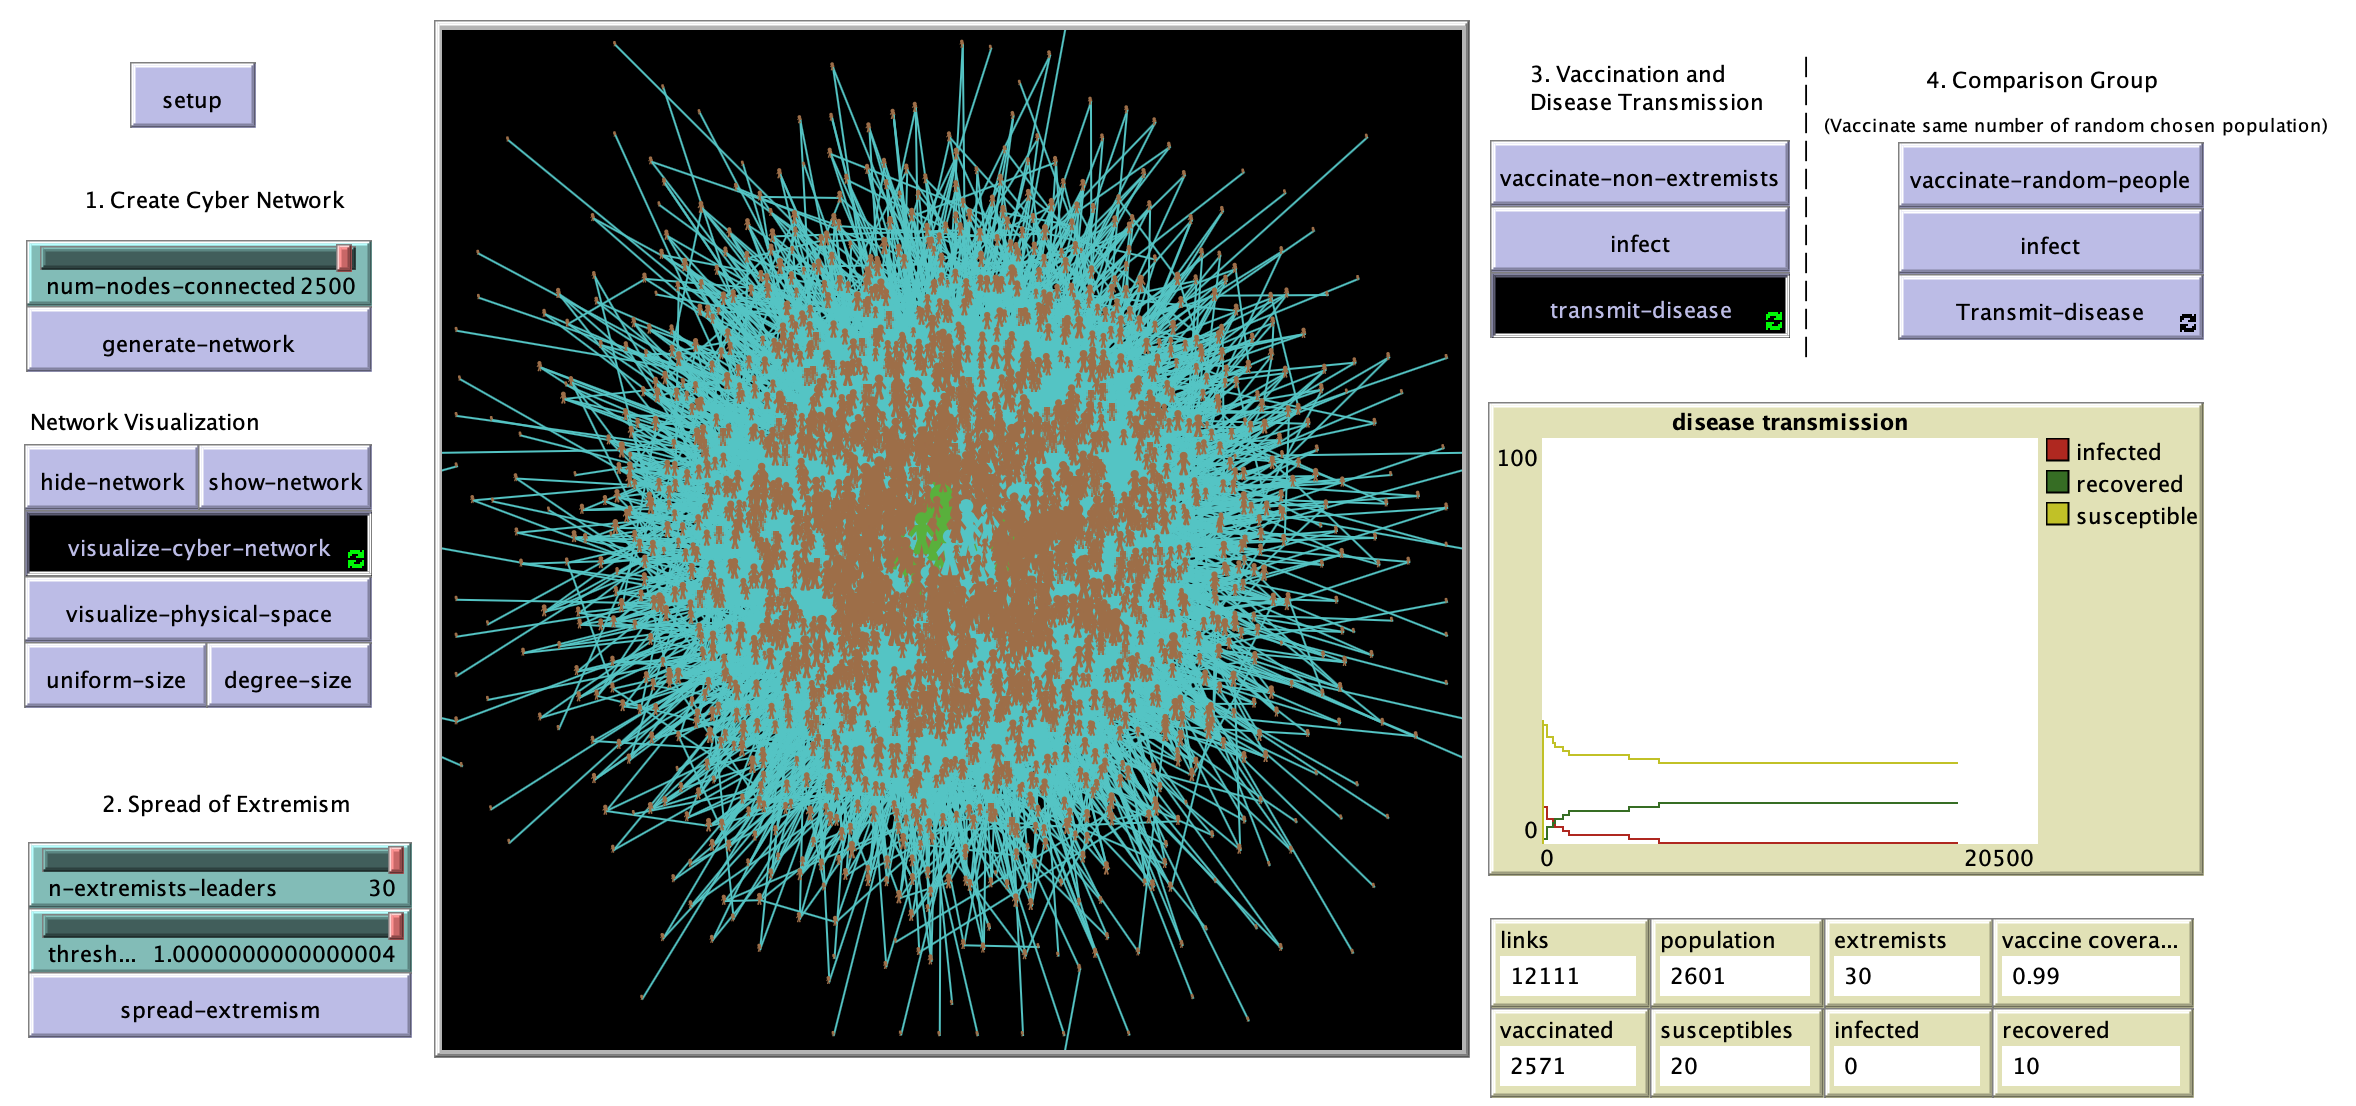 setup
1. Create Cyber Network
num-nodes-connected 2500
generate-network
Network Visualization
hide-network show-network
visualize-cyber-network
visualize-physical-space
uniform-size degree-size
2. Spread of Extremism
n-extremists-leaders 30
thresh... 1.0000000000000004
spread-extremism
3. Vaccination and
Disease Transmission
vaccinate-non-extremists
infect
transmit-disease
4. Comparison Group
(Vaccinate same number of random chosen population)
vaccinate-random-people
infect
Transmit-disease
disease transmission
100
0
0 20500
infected
recovered
susceptible
links population extremists vaccine covera...
12111 2601 30 0.99
vaccinated susceptibles infected recovered
2571 20 0 10